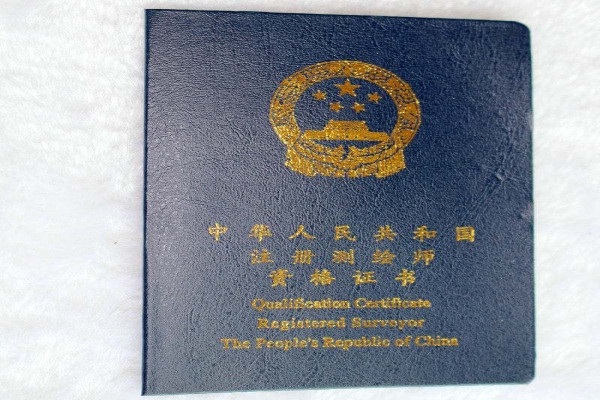 中华人民共和国
注册测绘师
资格证书
Qualification Certificate
Registered Surveyor
The People's Republic of China